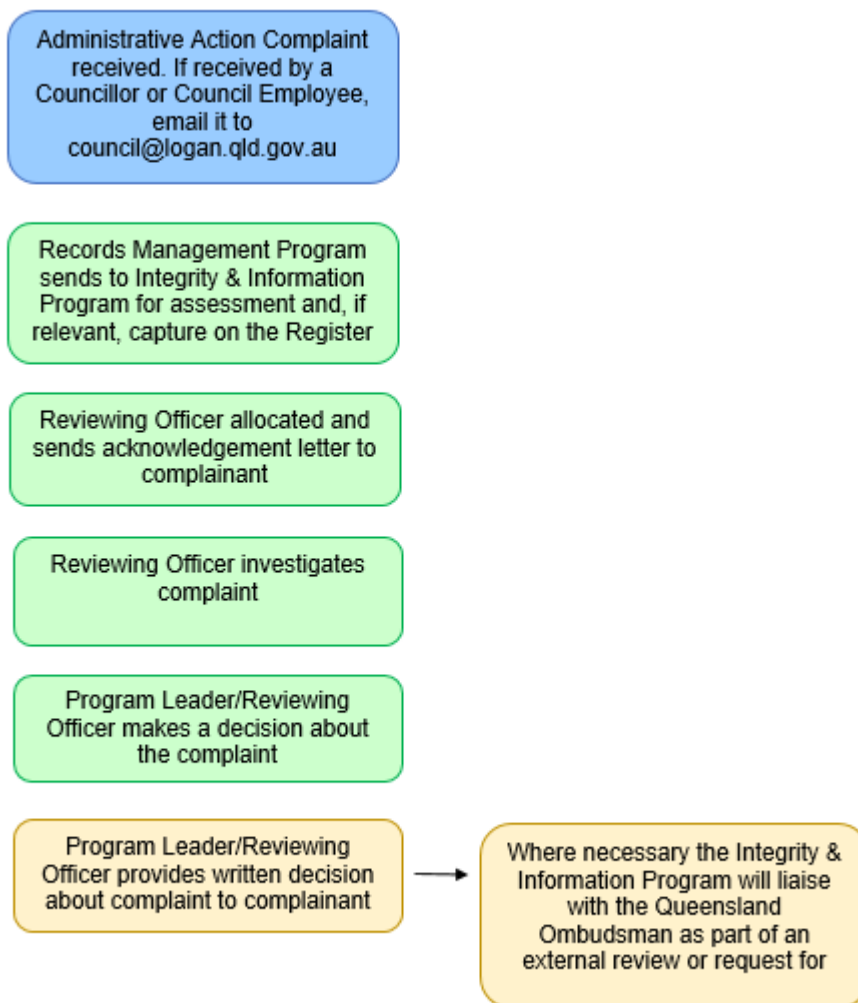 Administrative Action Complaint
received. If received by a
Councillor or Council Employee,
email it to
council@logan.qld.gov.au
Records Management Program
sends to Integrity & Information
Program for assessment and, if
relevant, capture on the Register
Reviewing Officer allocated and
sends acknowledgement letter to
complainant
Reviewing Officer investigates
complaint
Program Leader/Reviewing
Officer makes a decision about
the complaint
Program Leader/Reviewing
Officer provides written decision
about complaint to complainant
Where necessary the Integrity &
Information Program will liaise
with the Queensland
Ombudsman as part of an
external review or request for